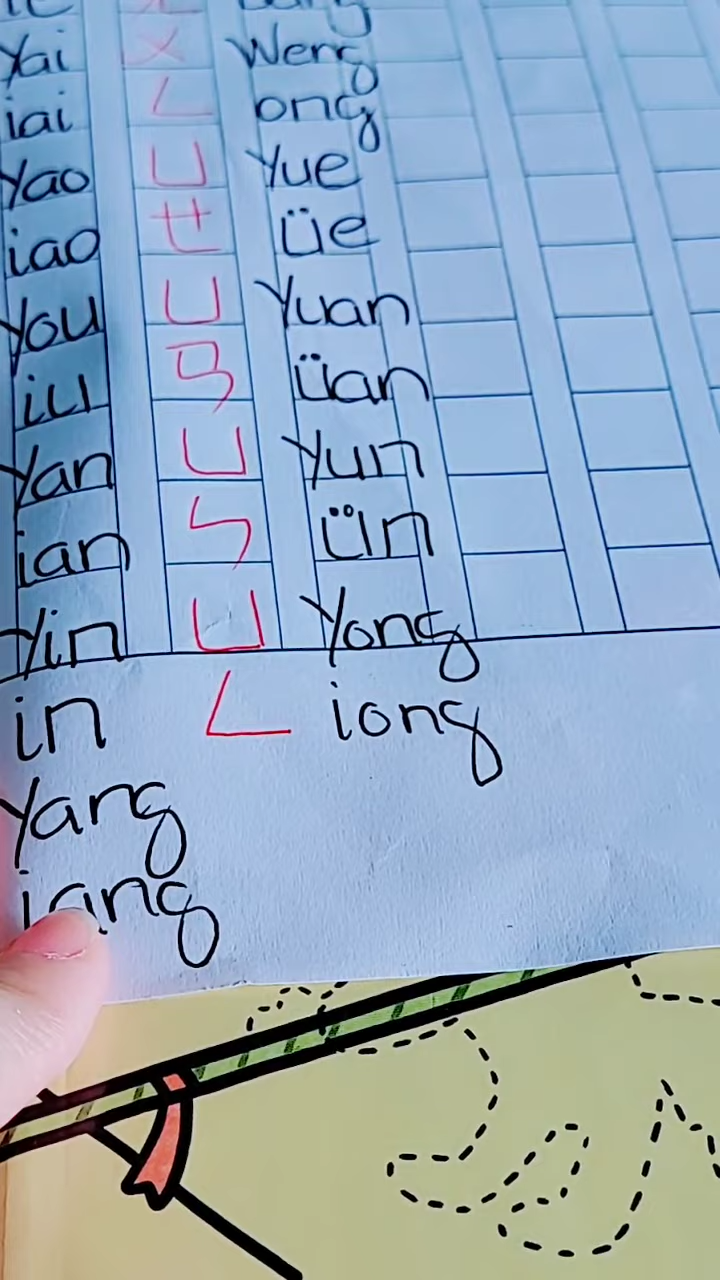 Yai ㄨ Weng
iai ㄥ ong
Yao ㄩ Yue
iao ㄝ üe
You ㄩ Yuan
iu ㄢ üan
Yan ㄩ Yun
ian ㄣ ün
Yin ㄩ Yong
in ㄥ iong
Yang
iang